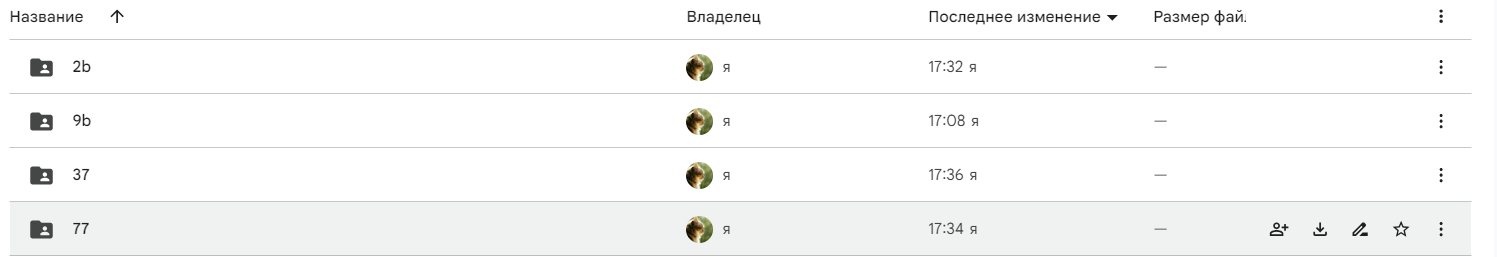 Название Владелец Последнее изменение Размер фай.
2b я 17:32 я —
9b я 17:08 я —
37 я 17:36 я —
77 я 17:34 я —